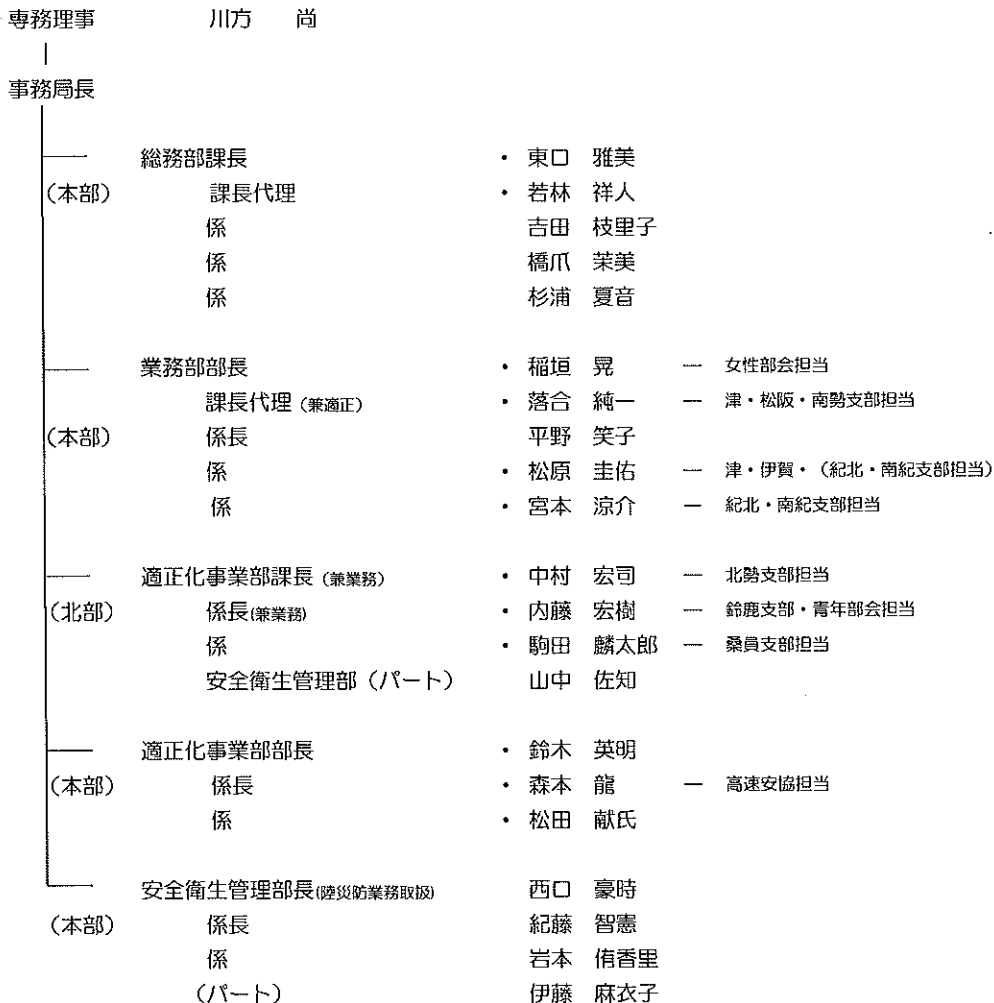 専務理事 川方 尚
事務局長
総務部課長 ・ 東口 雅美
(本部) 課長代理 ・ 若林 祥人
係 吉田 枝里子
係 橋爪 茉美
係 杉浦 夏音
業務部部長 ・ 稲垣 晃 ― 女性部会担当
課長代理(兼適正) ・ 落合 純一 ― 津・松阪・南勢支部担当
(本部) 係長 平野 笑子
係 ・ 松原 圭佑 ― 津・伊賀・(紀北・南紀支部担当)
係 ・ 宮本 涼介 ― 紀北・南紀支部担当
適正化事業部課長(兼業務) ・ 中村 宏司 ― 北勢支部担当
(北部) 係長(兼業務) ・ 内藤 宏樹 ― 鈴鹿支部・青年部会担当
係 ・ 駒田 麟太郎 ― 桑員支部担当
安全衛生管理部(パート) 山中 佐知
適正化事業部部長 ・ 鈴木 英明
(本部) 係長 ・ 森本 龍 ― 高速安協担当
係 ・ 松田 献氏
安全衛生管理部長(陸災防業務取扱) 西口 豪時
(本部) 係長 紀藤 智憲
係 岩本 侑香里
(パート) 伊藤 麻衣子